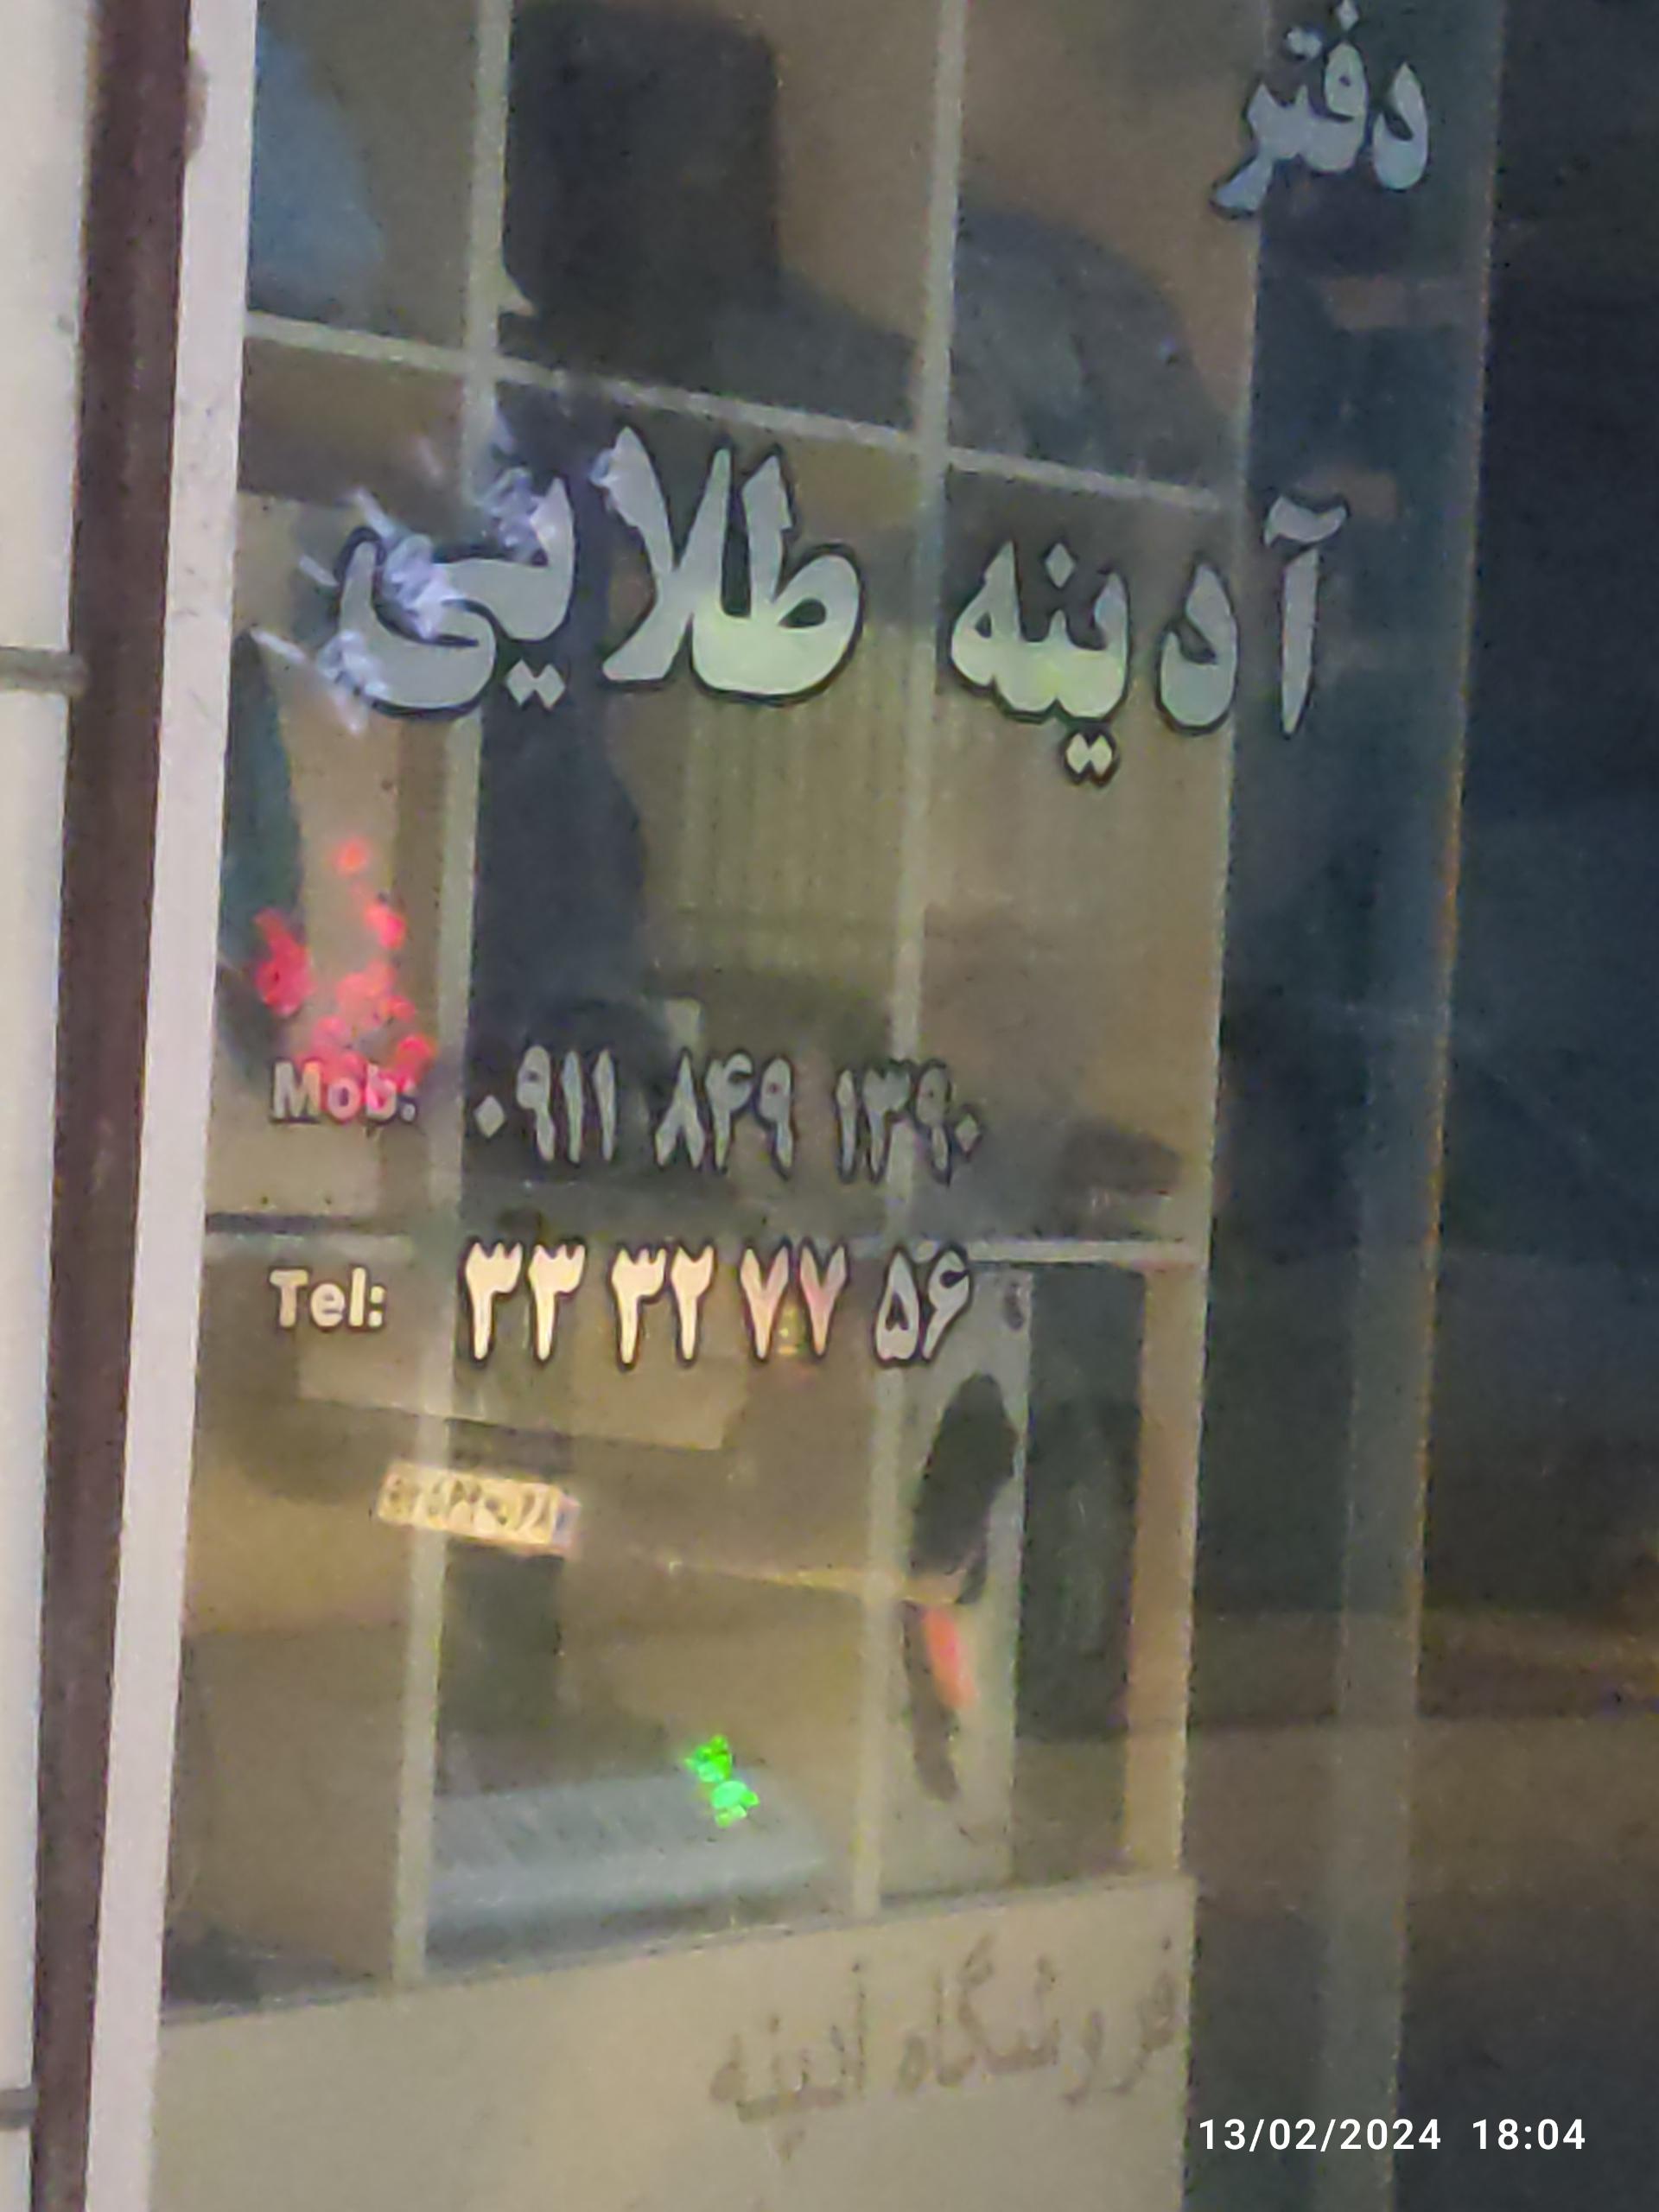 دفتر
آدینه طلایی
Mob: ۰۹۱۱ ۸۴۹ ۱۳۹۰
Tel: ۳۳ ۳۲ ۷۷ ۵۶
فروشگاه آدینه
13/02/2024 18:04